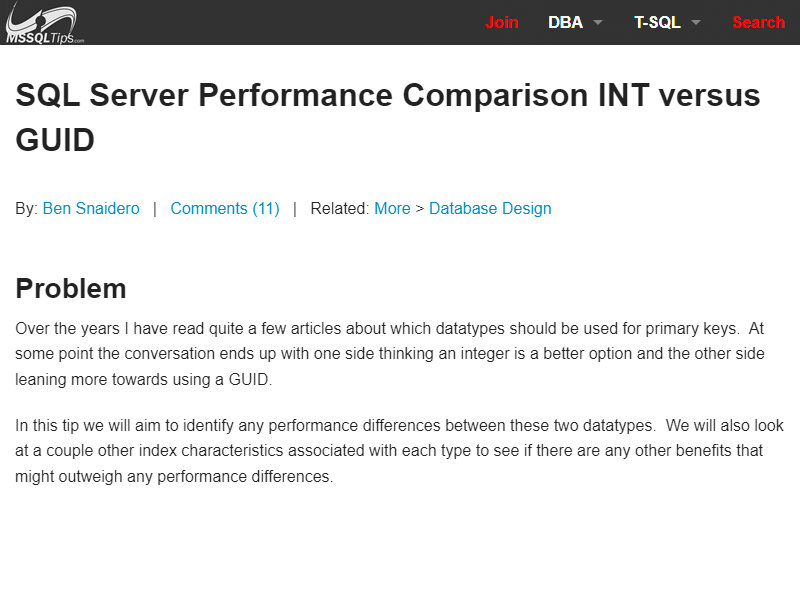 MSSQLTips.com
Join DBA T-SQL Search
SQL Server Performance Comparison INT versus
GUID
By: Ben Snaidero | Comments (11) | Related: More > Database Design
Problem
Over the years I have read quite a few articles about which datatypes should be used for primary keys.  At
some point the conversation ends up with one side thinking an integer is a better option and the other side
leaning more towards using a GUID.
In this tip we will aim to identify any performance differences between these two datatypes.  We will also look
at a couple other index characteristics associated with each type to see if there are any other benefits that
might outweigh any performance differences.